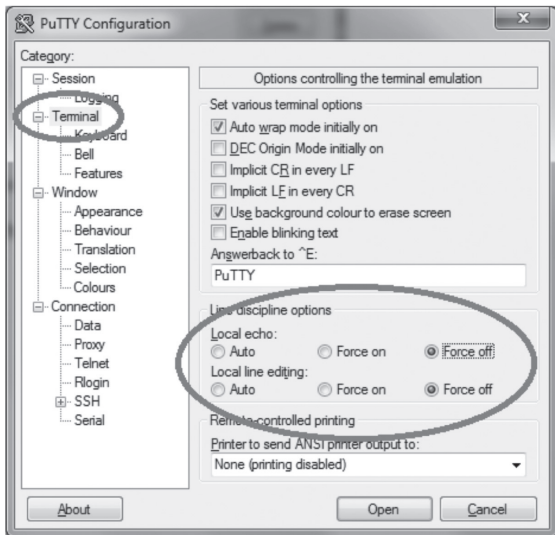 PuTTY Configuration
Category:
Session
Logging
Terminal
Keyboard
Bell
Features
Window
Appearance
Behaviour
Translation
Selection
Colours
Connection
Data
Proxy
Telnet
Rlogin
SSH
Serial
Options controlling the terminal emulation
Set various terminal options
Auto wrap mode initially on
DEC Origin Mode initially on
Implicit CR in every LF
Implicit LF in every CR
Use background colour to erase screen
Enable blinking text
Answerback to ^E:
PuTTY
Line discipline options
Local echo:
Auto Force on Force off
Local line editing:
Auto Force on Force off
Remote-controlled printing
Printer to send ANSI printer output to:
None (printing disabled)
About Open Cancel